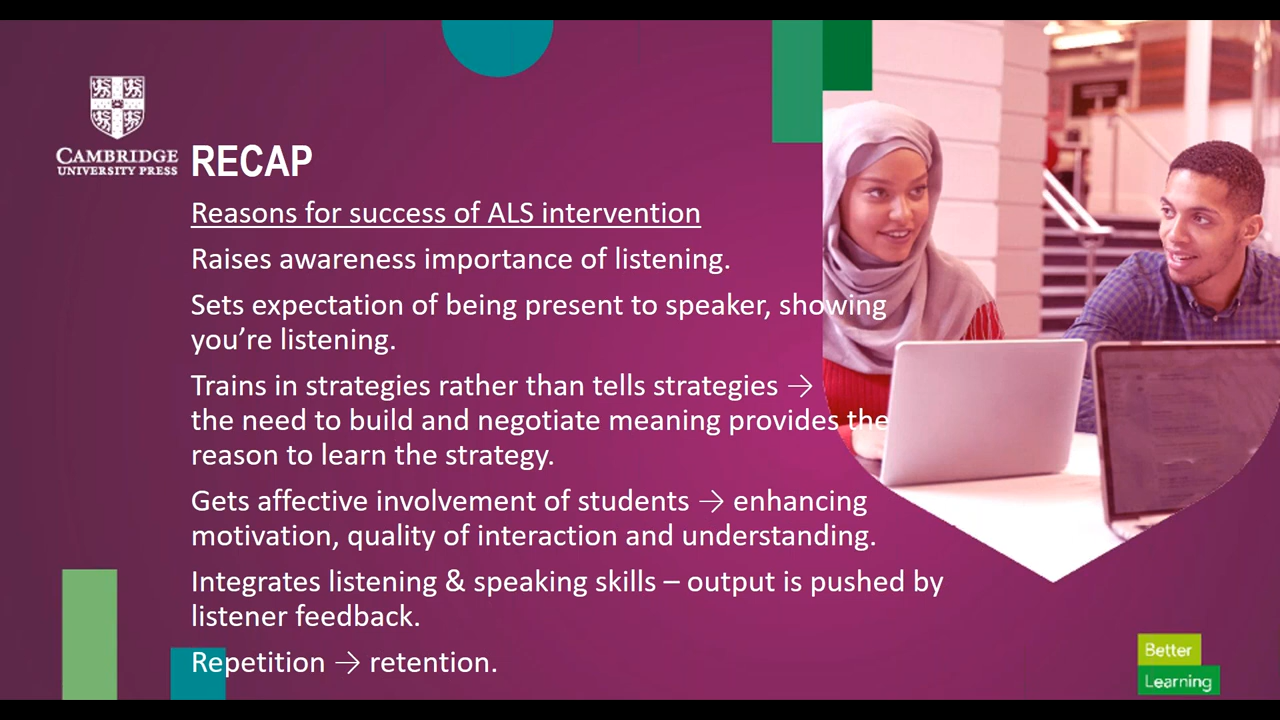 CAMBRIDGE
UNIVERSITY PRESS
RECAP
Reasons for success of ALS intervention
Raises awareness importance of listening.
Sets expectation of being present to speaker, showing
you’re listening.
Trains in strategies rather than tells strategies →
the need to build and negotiate meaning provides the
reason to learn the strategy.
Gets affective involvement of students → enhancing
motivation, quality of interaction and understanding.
Integrates listening & speaking skills – output is pushed by
listener feedback.
Repetition → retention.
Better
Learning